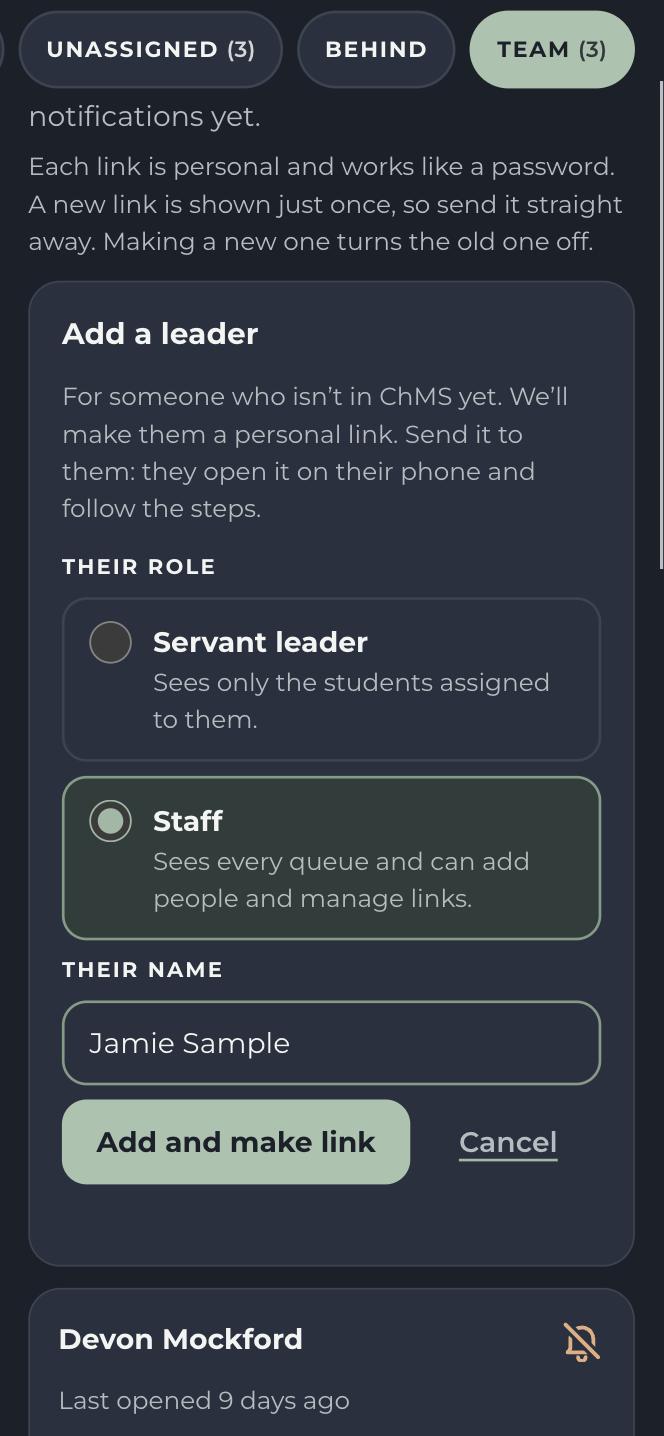 UNASSIGNED (3)
BEHIND
TEAM (3)
notifications yet.
Each link is personal and works like a password.
A new link is shown just once, so send it straight
away. Making a new one turns the old one off.
Add a leader
For someone who isn’t in ChMS yet. We’ll
make them a personal link. Send it to
them: they open it on their phone and
follow the steps.
THEIR ROLE
Servant leader
Sees only the students assigned
to them.
Staff
Sees every queue and can add
people and manage links.
THEIR NAME
Jamie Sample
Add and make link
Cancel
Devon Mockford
Last opened 9 days ago